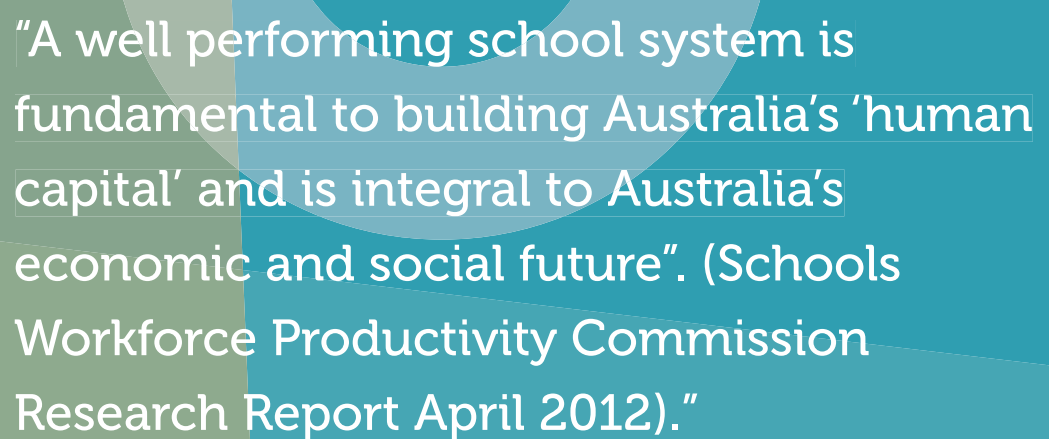 “A well performing school system is
fundamental to building Australia’s ‘human
capital’ and is integral to Australia’s
economic and social future”. (Schools
Workforce Productivity Commission
Research Report April 2012).”